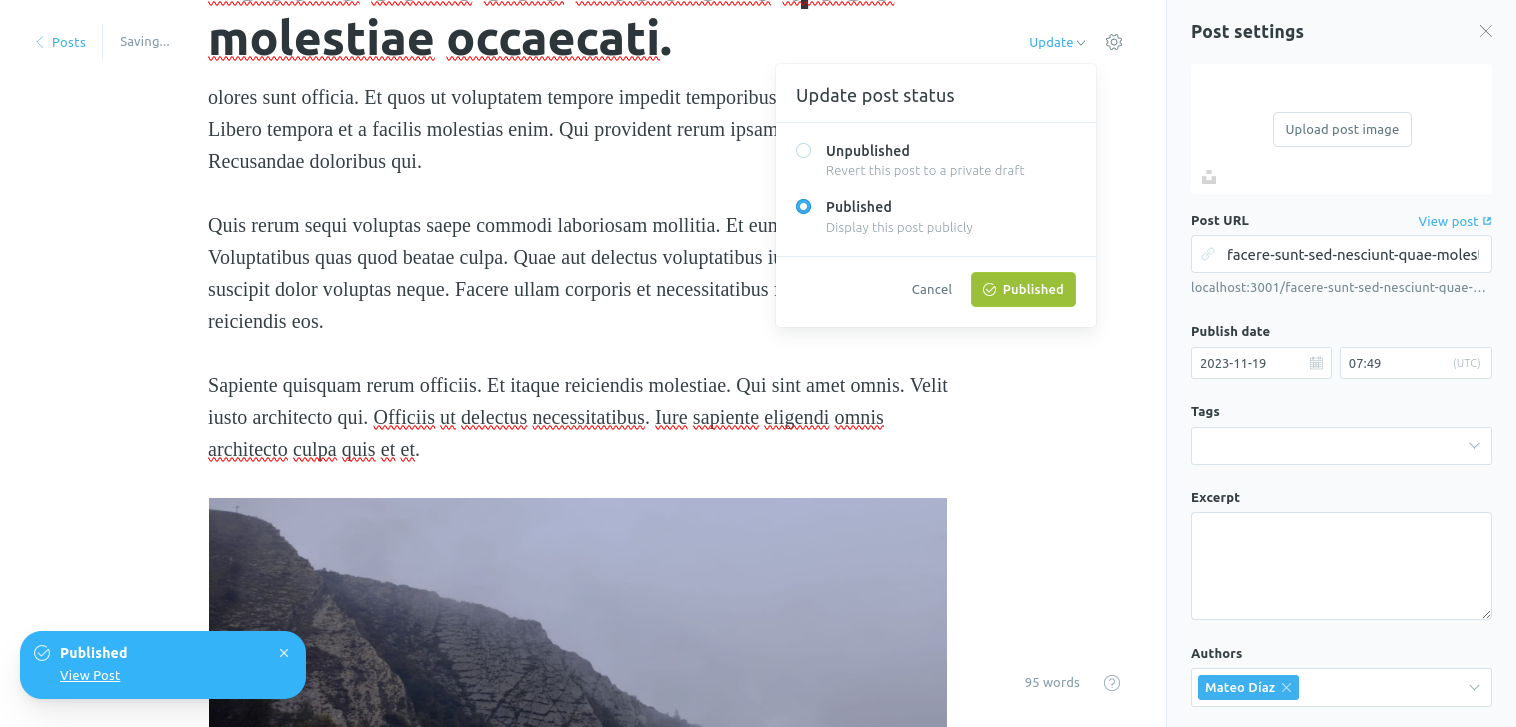 Posts
Saving...
molestiae occaecati.
Update
olores sunt officia. Et quos ut voluptatem tempore impedit temporibus
Libero tempora et a facilis molestias enim. Qui provident rerum ipsam
Recusandae doloribus qui.
Quis rerum sequi voluptas saepe commodi laboriosam mollitia. Et eum
Voluptatibus quas quod beatae culpa. Quae aut delectus voluptatibus
suscipit dolor voluptas neque. Facere ullam corporis et necessitatibus
reiciendis eos.
Sapiente quisquam rerum officiis. Et itaque reiciendis molestiae. Qui sint amet omnis. Velit
iusto architecto qui. Officiis ut delectus necessitatibus. Iure sapiente eligendi omnis
architecto culpa quis et et.
Update post status
Unpublished
Revert this post to a private draft
Published
Display this post publicly
Cancel
Published
Published
View Post
95 words
Post settings
Upload post image
Post URL
View post
facere-sunt-sed-nesciunt-quae-moles
localhost:3001/facere-sunt-sed-nesciunt-quae-...
Publish date
2023-11-19
07:49
(UTC)
Tags
Excerpt
Authors
Mateo Díaz